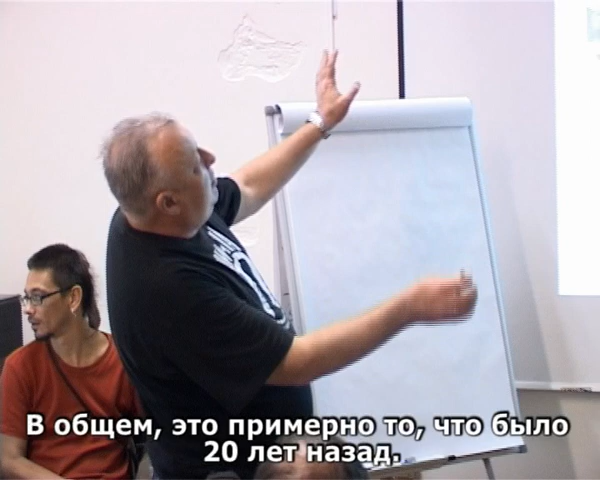 В общем, это примерно то, что было
20 лет назад.